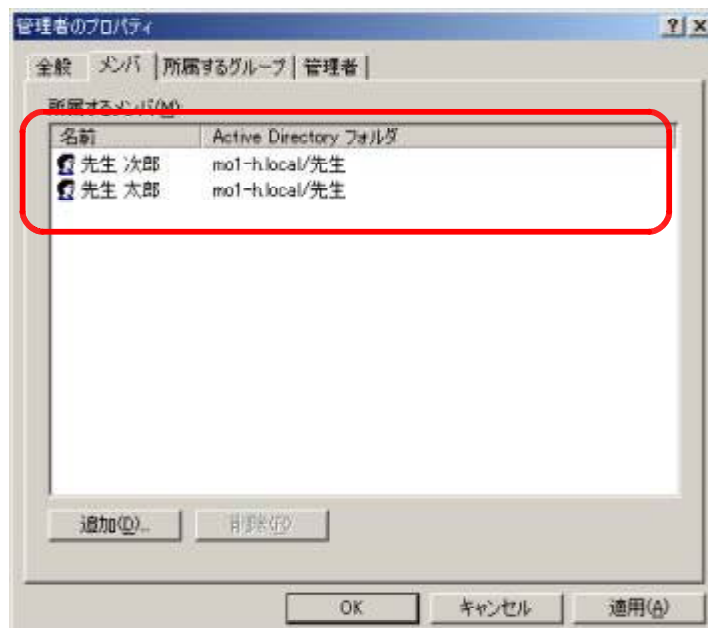 管理者のプロパティ
全般 メンバ 所属するグループ 管理者
所属するメンバ(M):
名前 Active Directory フォルダ
先生 次郎 mo1-h.local/先生
先生 太郎 mo1-h.local/先生
追加(D)... 削除(R)
OK キャンセル 適用(A)